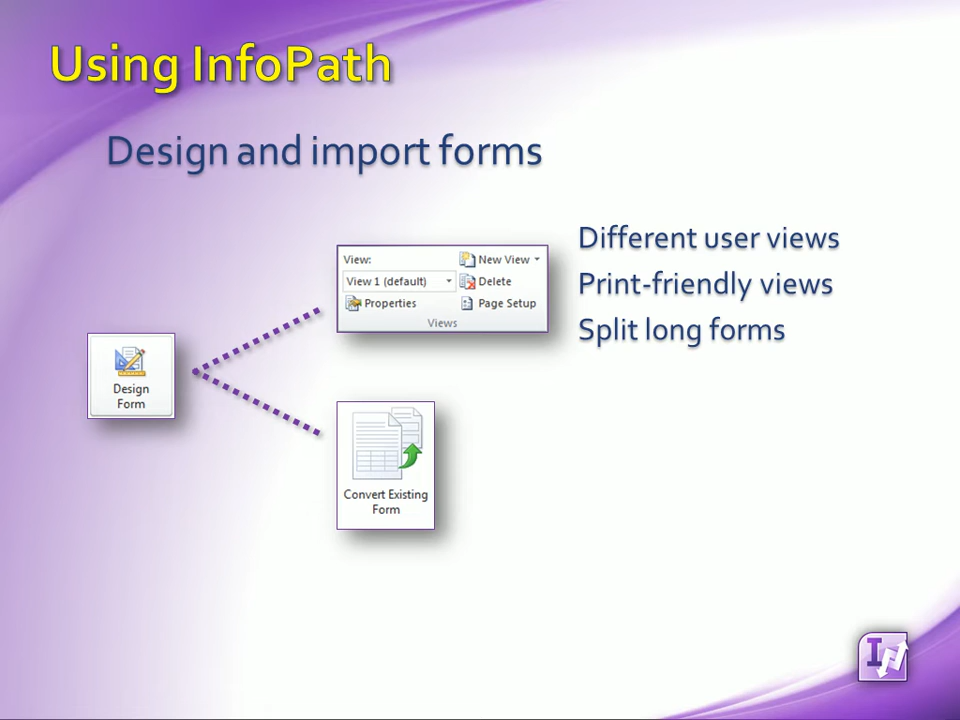 Using InfoPath
Design and import forms
Different user views
Print-friendly views
Split long forms
View:
New View
View 1 (default)
Delete
Properties
Page Setup
Views
Design
Form
Convert Existing
Form
I